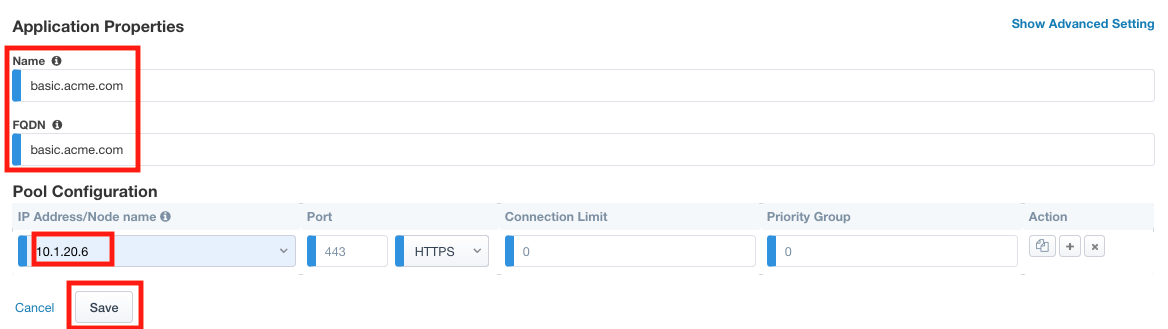 Application Properties Show Advanced Setting
Name
basic.acme.com
FQDN
basic.acme.com
Pool Configuration
IP Address/Node name Port Connection Limit Priority Group Action
10.1.20.6 443 HTTPS 0 0
Cancel Save